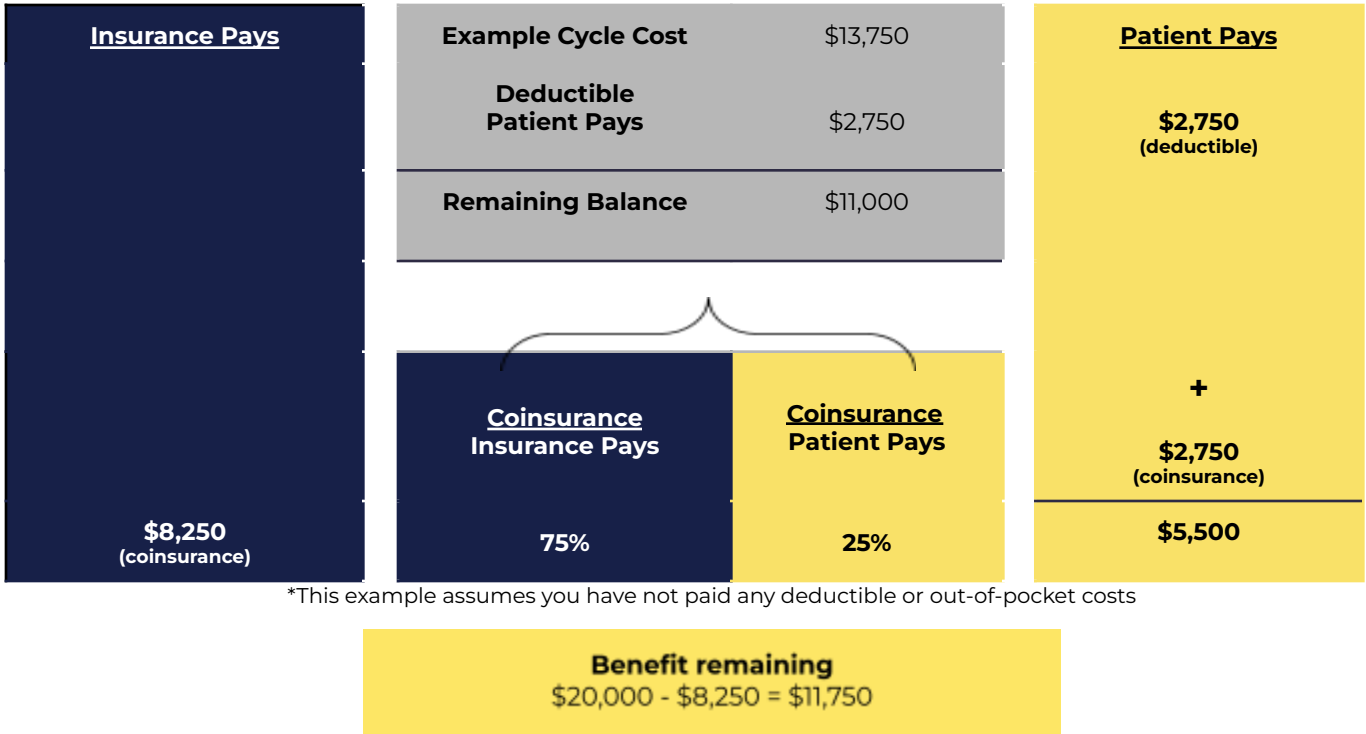 Insurance Pays
Example Cycle Cost $13,750
Patient Pays
Deductible
Patient Pays $2,750
$2,750
(deductible)
Remaining Balance $11,000
+
Coinsurance
Insurance Pays
Coinsurance
Patient Pays
$2,750
(coinsurance)
$8,250
(coinsurance)
75%
25%
$5,500
*This example assumes you have not paid any deductible or out-of-pocket costs
Benefit remaining
$20,000 - $8,250 = $11,750